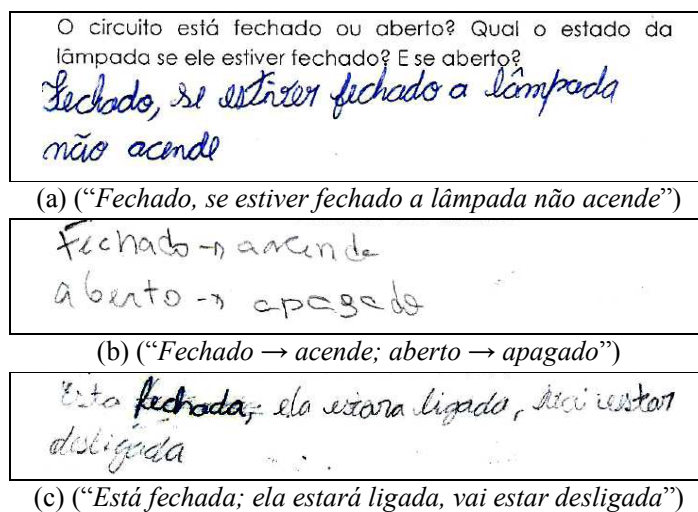 O circuito está fechado ou aberto? Qual o estado da
lâmpada se ele estiver fechado? E se aberto?
Fechado, se estiver fechado a lâmpada
não acende
(a) (“Fechado, se estiver fechado a lâmpada não acende”)
Fechado → acende
aberto → apagado
(b) (“Fechado → acende; aberto → apagado”)
Esta fechada, ela estara ligada, vai estar
desligada
(c) (“Está fechada; ela estará ligada, vai estar desligada”)